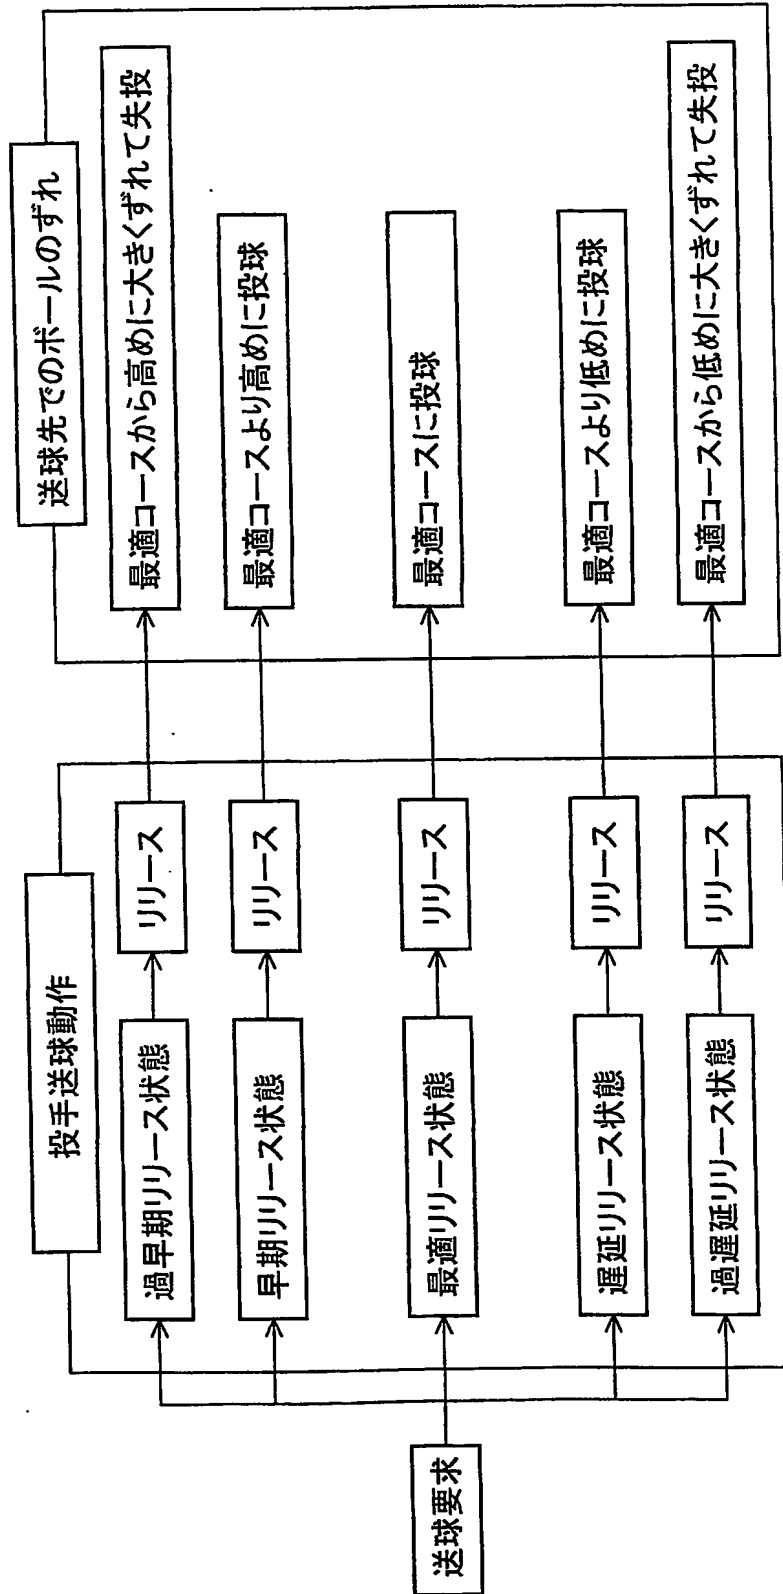 送球要求
投手送球動作
過早期リリース状態
リリース
早期リリース状態
リリース
最適リリース状態
リリース
遅延リリース状態
リリース
過遅延リリース状態
リリース
送球先でのボールのずれ
最適コースから高めに大きくずれて失投
最適コースより高めに投球
最適コースに投球
最適コースより低めに投球
最適コースから低めに大きくずれて失投